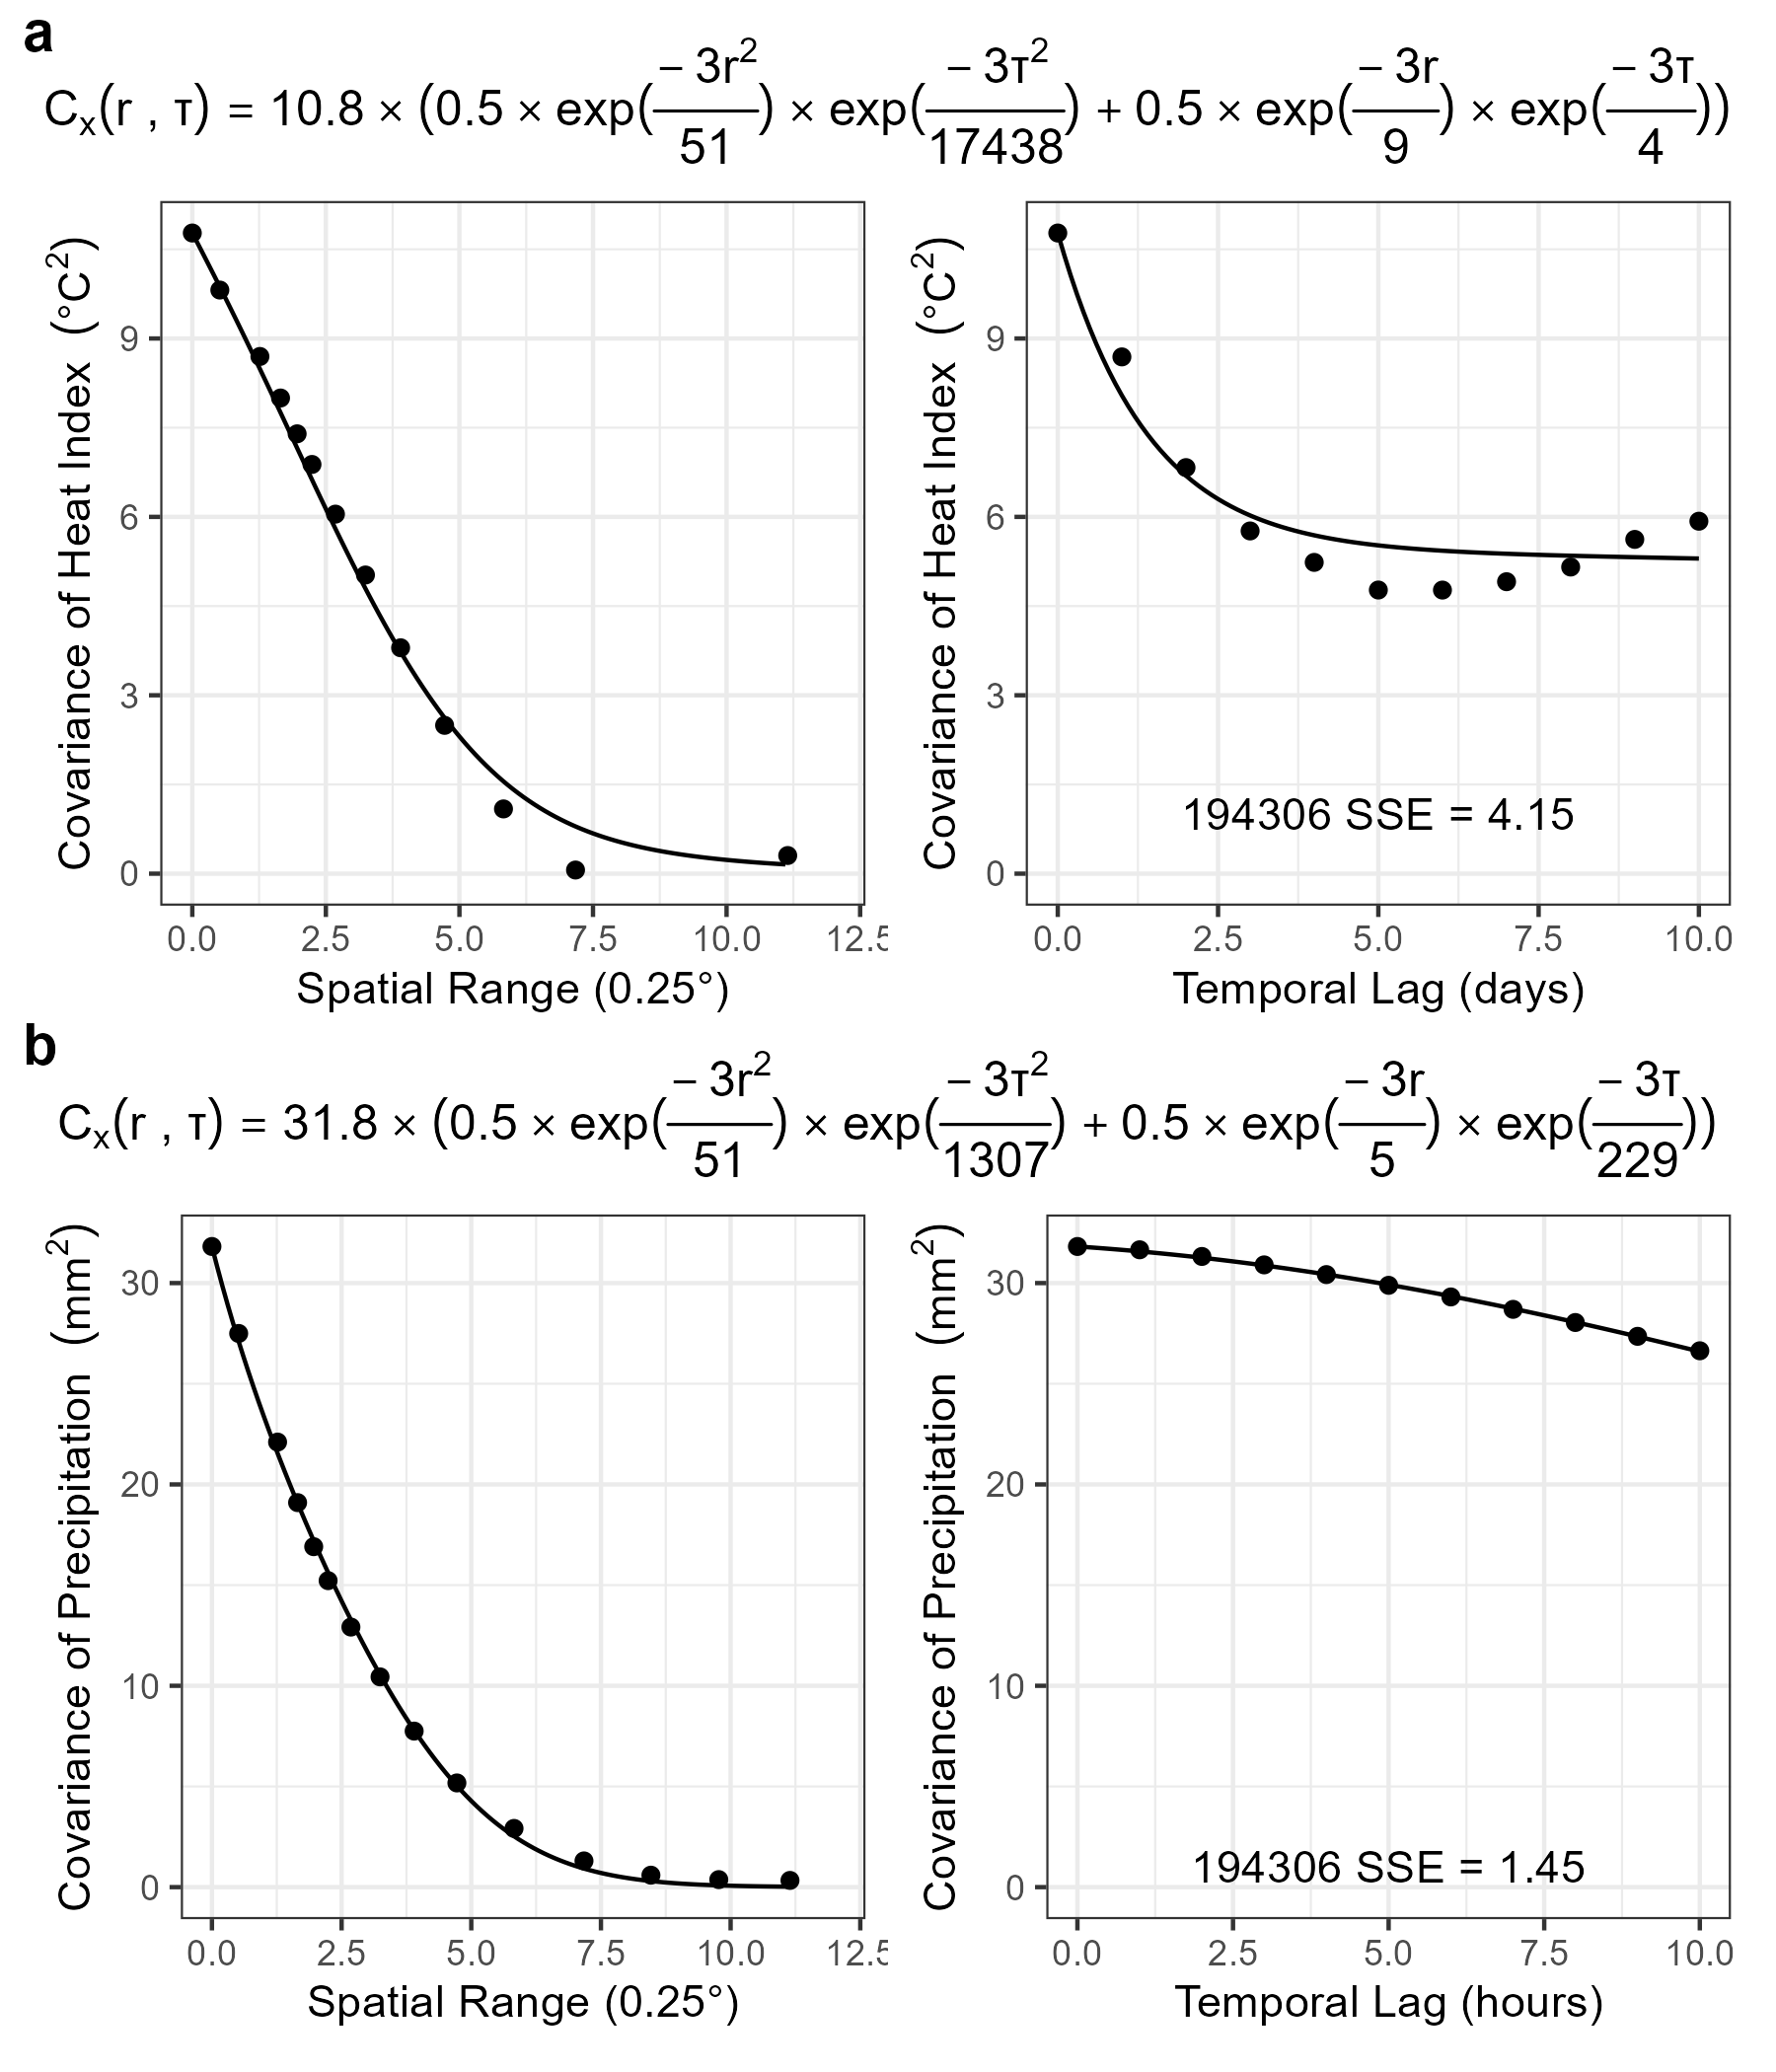 a
Cx(r , τ) = 10.8 × (0.5 × exp(− 3r²/51) × exp(− 3τ²/17438) + 0.5 × exp(− 3r/9) × exp(− 3τ/4))
Covariance of Heat Index (°C²)
9
6
3
0
0.0 2.5 5.0 7.5 10.0 12.5
Spatial Range (0.25°)
Covariance of Heat Index (°C²)
9
6
3
0
194306 SSE = 4.15
0.0 2.5 5.0 7.5 10.0
Temporal Lag (days)
b
Cx(r , τ) = 31.8 × (0.5 × exp(− 3r²/51) × exp(− 3τ²/1307) + 0.5 × exp(− 3r/5) × exp(− 3τ/229))
Covariance of Precipitation (mm²)
30
20
10
0
0.0 2.5 5.0 7.5 10.0 12.5
Spatial Range (0.25°)
Covariance of Precipitation (mm²)
30
20
10
0
194306 SSE = 1.45
0.0 2.5 5.0 7.5 10.0
Temporal Lag (hours)